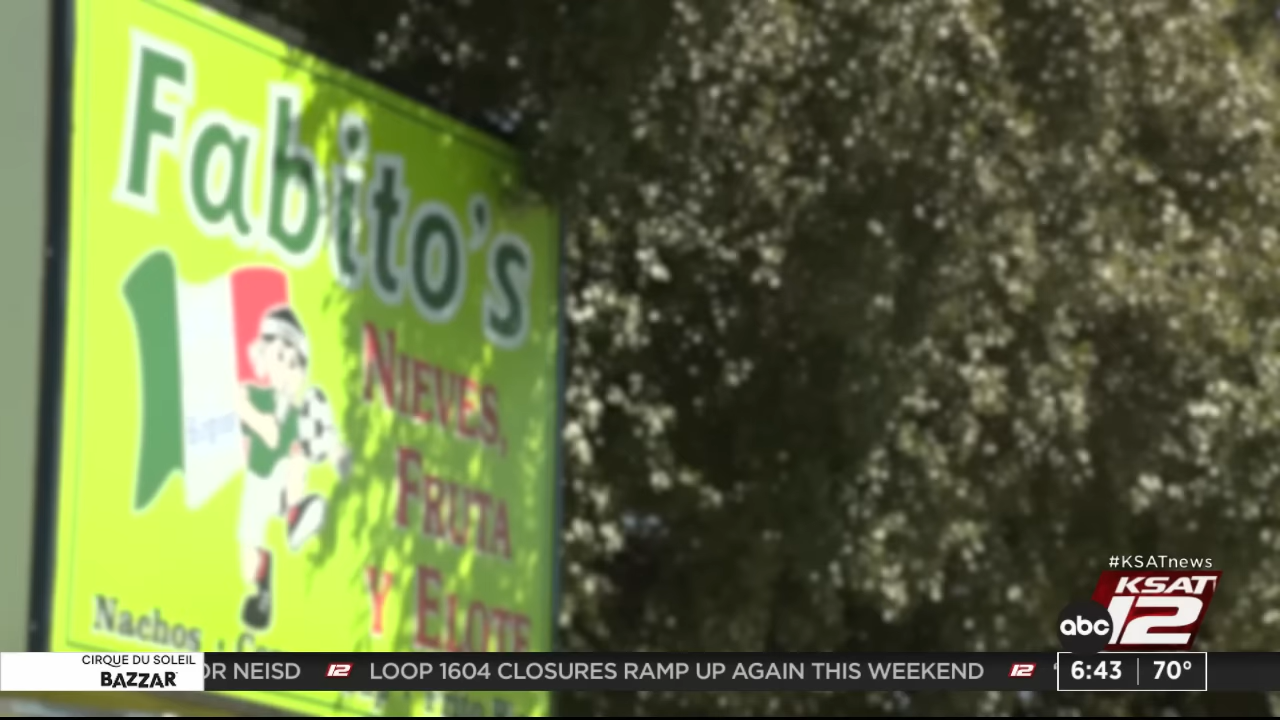 Fabito's
NIEVES,
FRUTA
Y ELOTE
Nachos
#KSATnews
KSAT
abc 12
CIRQUE DU SOLEIL
BAZZAR
OR NEISD 12 LOOP 1604 CLOSURES RAMP UP AGAIN THIS WEEKEND 12
6:43 70°